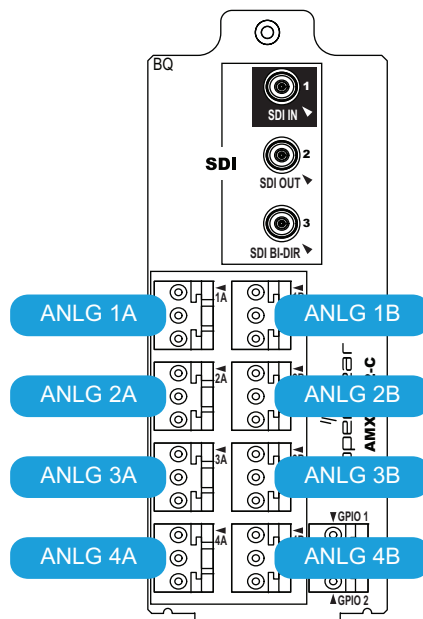 BQ
1
SDI IN
SDI
2
SDI OUT
3
SDI BI-DIR
ANLG 1A
1A
ANLG 1B
ANLG 2A
2A
ANLG 2B
ANLG 3A
3A
ANLG 3B
GPIO 1
ANLG 4A
4A
ANLG 4B
GPIO 2